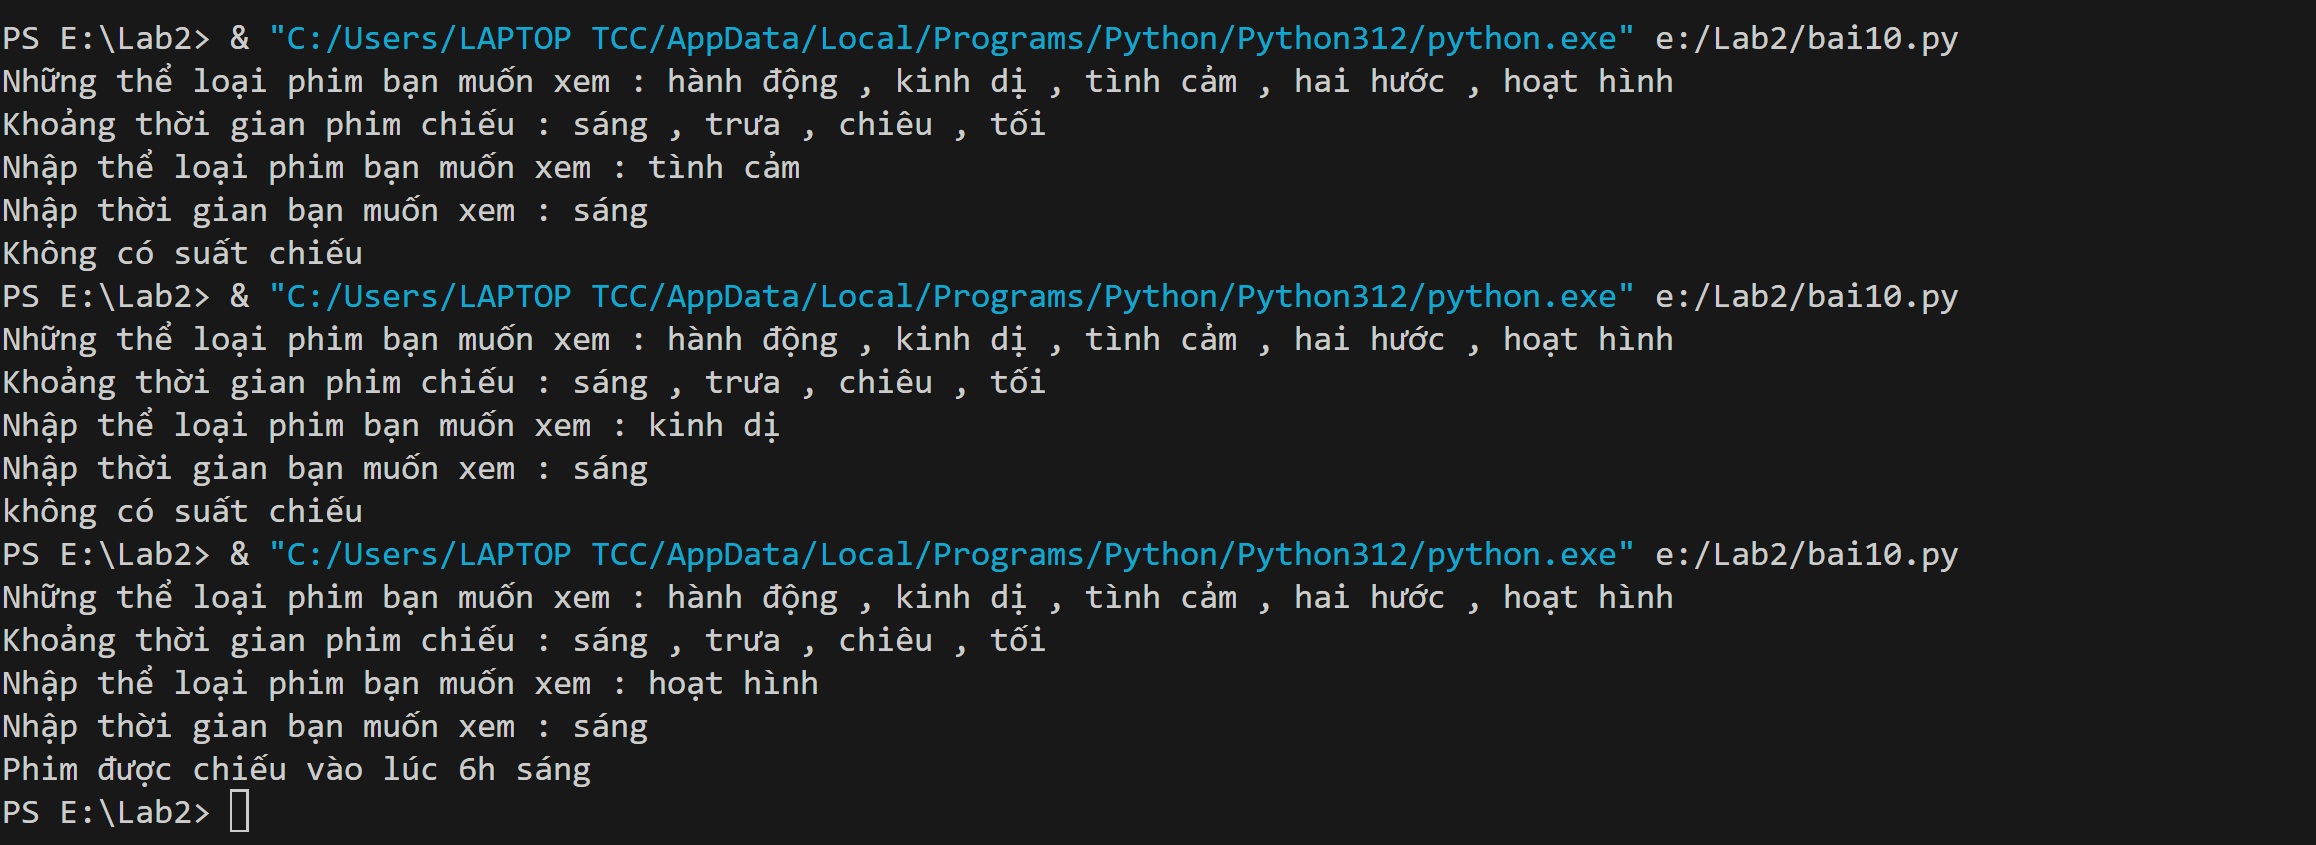 PS E:\Lab2> & "C:/Users/LAPTOP TCC/AppData/Local/Programs/Python/Python312/python.exe" e:/Lab2/bai10.py
Những thể loại phim bạn muốn xem : hành động , kinh dị , tình cảm , hai hước , hoạt hình
Khoảng thời gian phim chiếu : sáng , trưa , chiêu , tối
Nhập thể loại phim bạn muốn xem : tình cảm
Nhập thời gian bạn muốn xem : sáng
Không có suất chiếu
PS E:\Lab2> & "C:/Users/LAPTOP TCC/AppData/Local/Programs/Python/Python312/python.exe" e:/Lab2/bai10.py
Những thể loại phim bạn muốn xem : hành động , kinh dị , tình cảm , hai hước , hoạt hình
Khoảng thời gian phim chiếu : sáng , trưa , chiêu , tối
Nhập thể loại phim bạn muốn xem : kinh dị
Nhập thời gian bạn muốn xem : sáng
không có suất chiếu
PS E:\Lab2> & "C:/Users/LAPTOP TCC/AppData/Local/Programs/Python/Python312/python.exe" e:/Lab2/bai10.py
Những thể loại phim bạn muốn xem : hành động , kinh dị , tình cảm , hai hước , hoạt hình
Khoảng thời gian phim chiếu : sáng , trưa , chiêu , tối
Nhập thể loại phim bạn muốn xem : hoạt hình
Nhập thời gian bạn muốn xem : sáng
Phim được chiếu vào lúc 6h sáng
PS E:\Lab2>